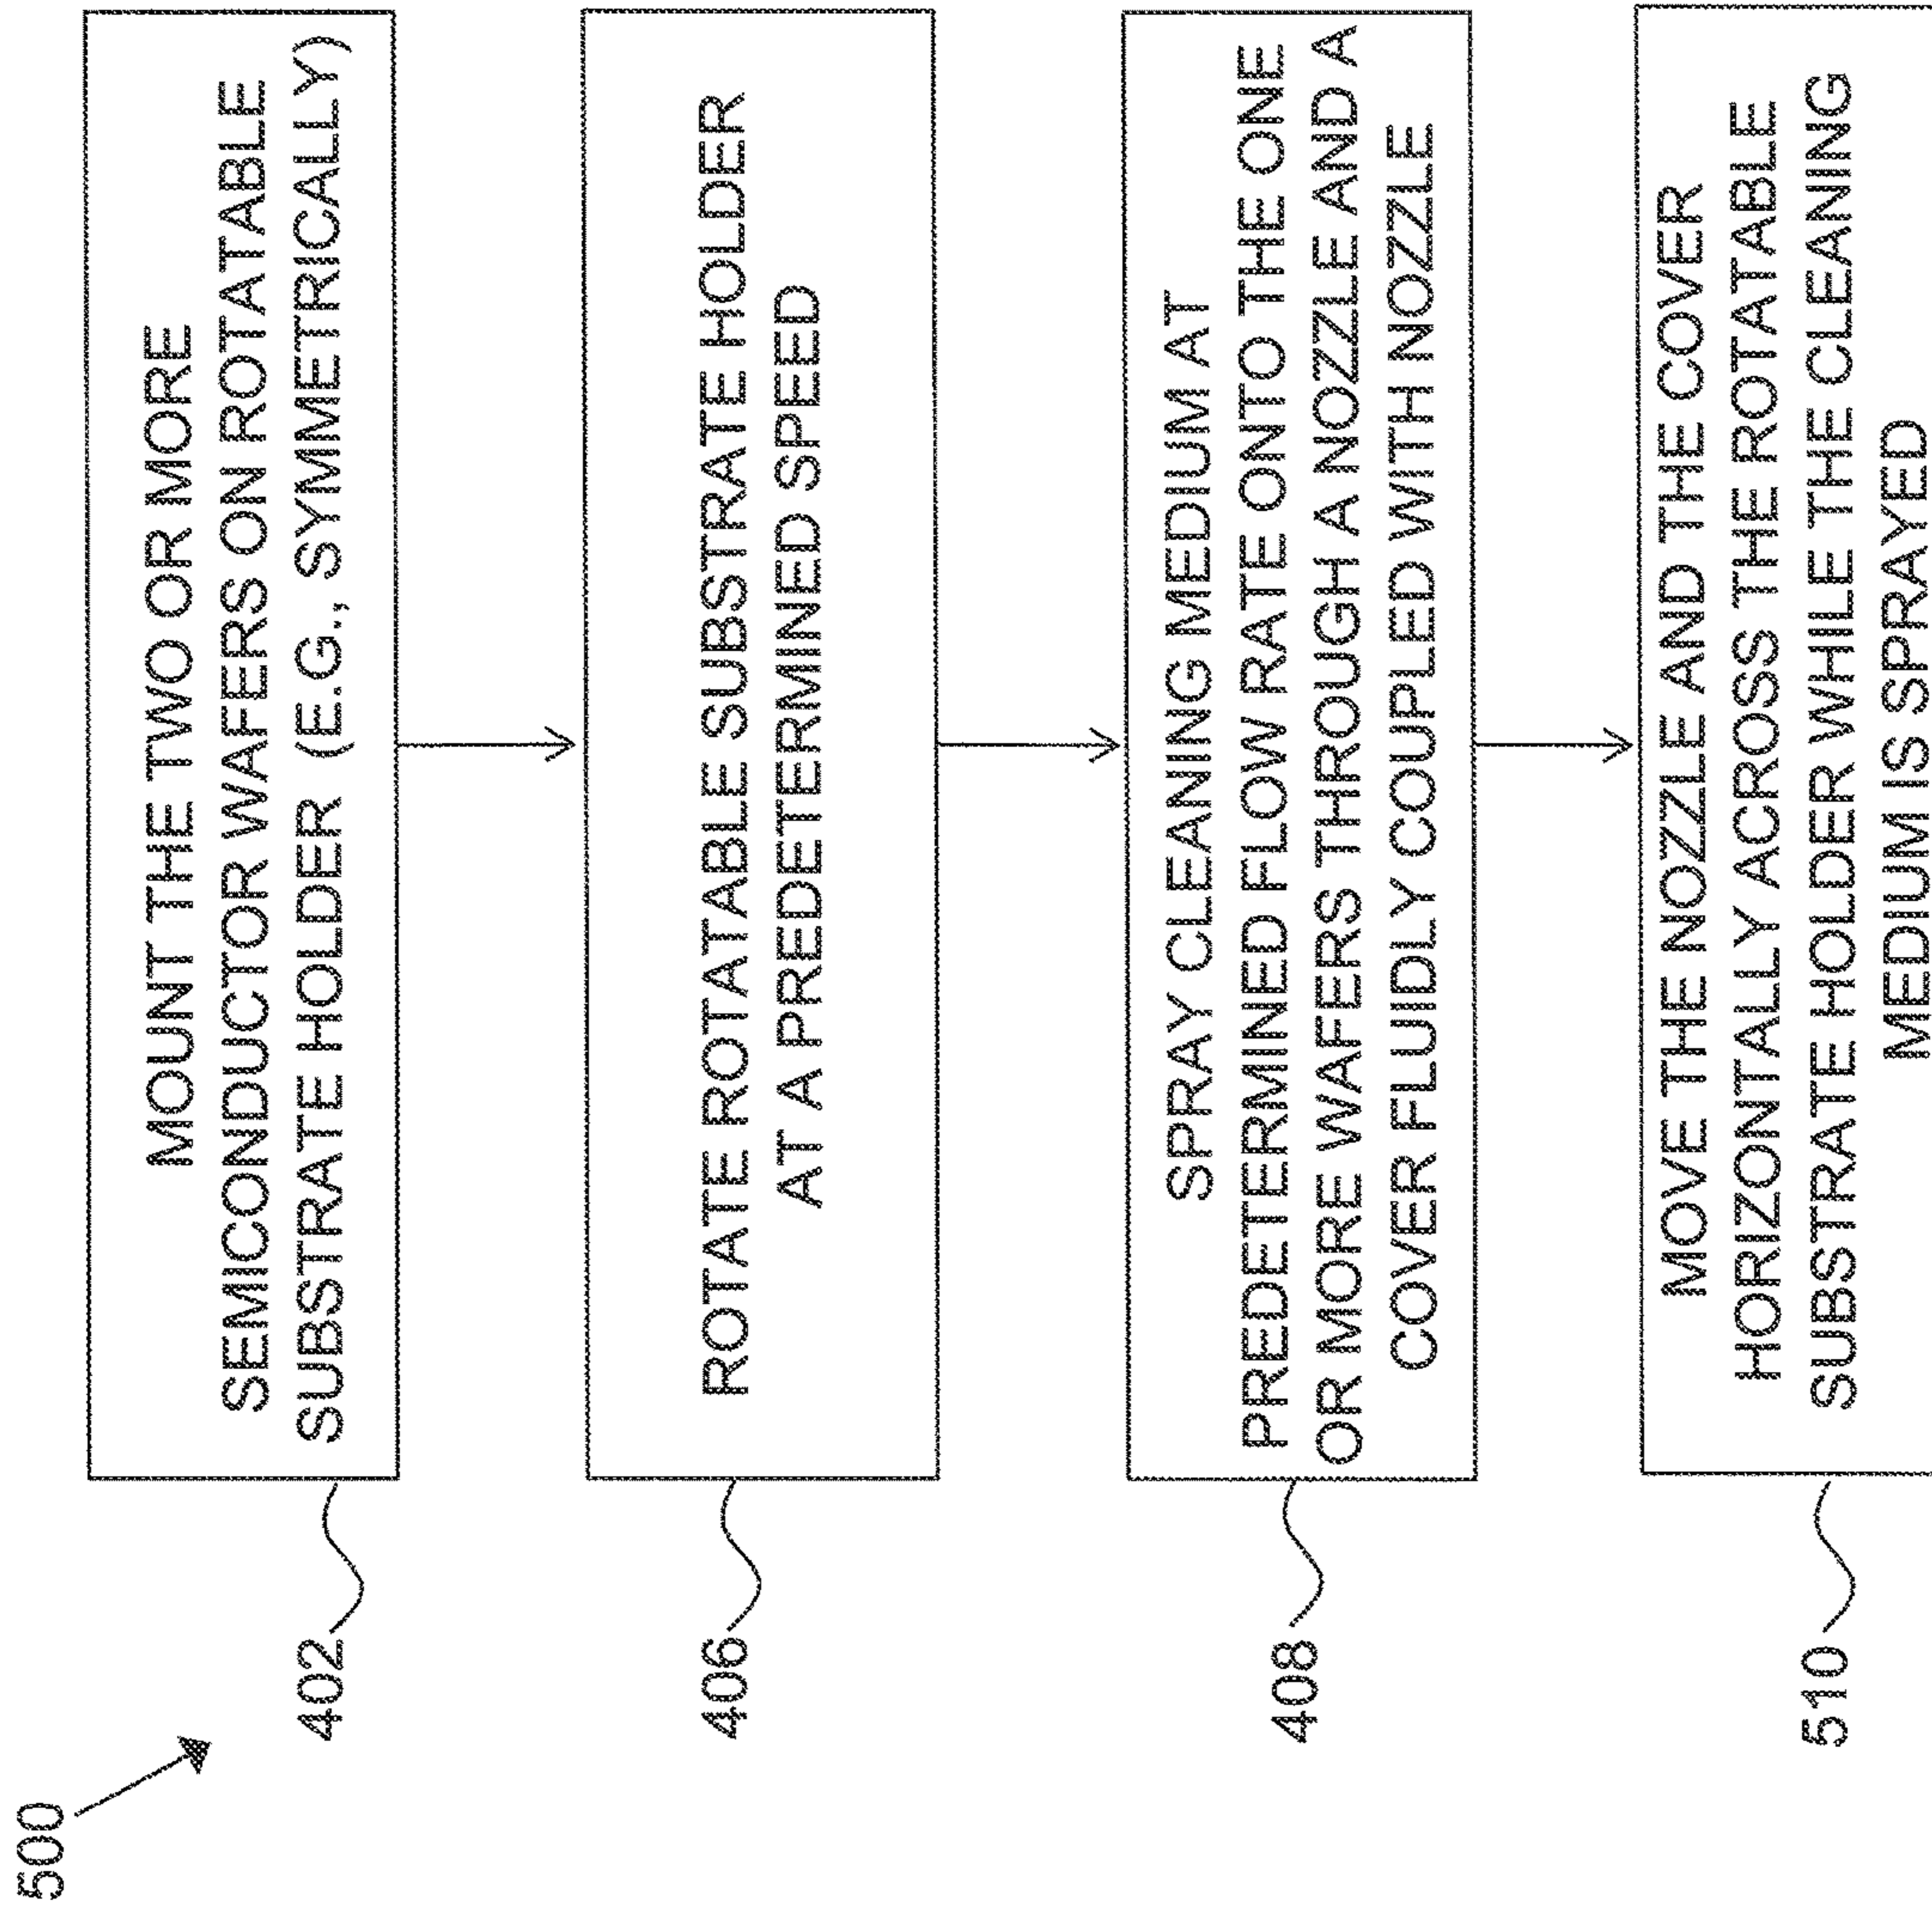 500
402
MOUNT THE TWO OR MORE
SEMICONDUCTOR WAFERS ON ROTATABLE
SUBSTRATE HOLDER (E.G., SYMMETRICALLY)
406
ROTATE ROTATABLE SUBSTRATE HOLDER
AT A PREDETERMINED SPEED
408
SPRAY CLEANING MEDIUM AT
PREDETERMINED FLOW RATE ONTO THE ONE
OR MORE WAFERS THROUGH A NOZZLE AND A
COVER FLUIDLY COUPLED WITH NOZZLE
510
MOVE THE NOZZLE AND THE COVER
HORIZONTALLY ACROSS THE ROTATABLE
SUBSTRATE HOLDER WHILE THE CLEANING
MEDIUM IS SPRAYED